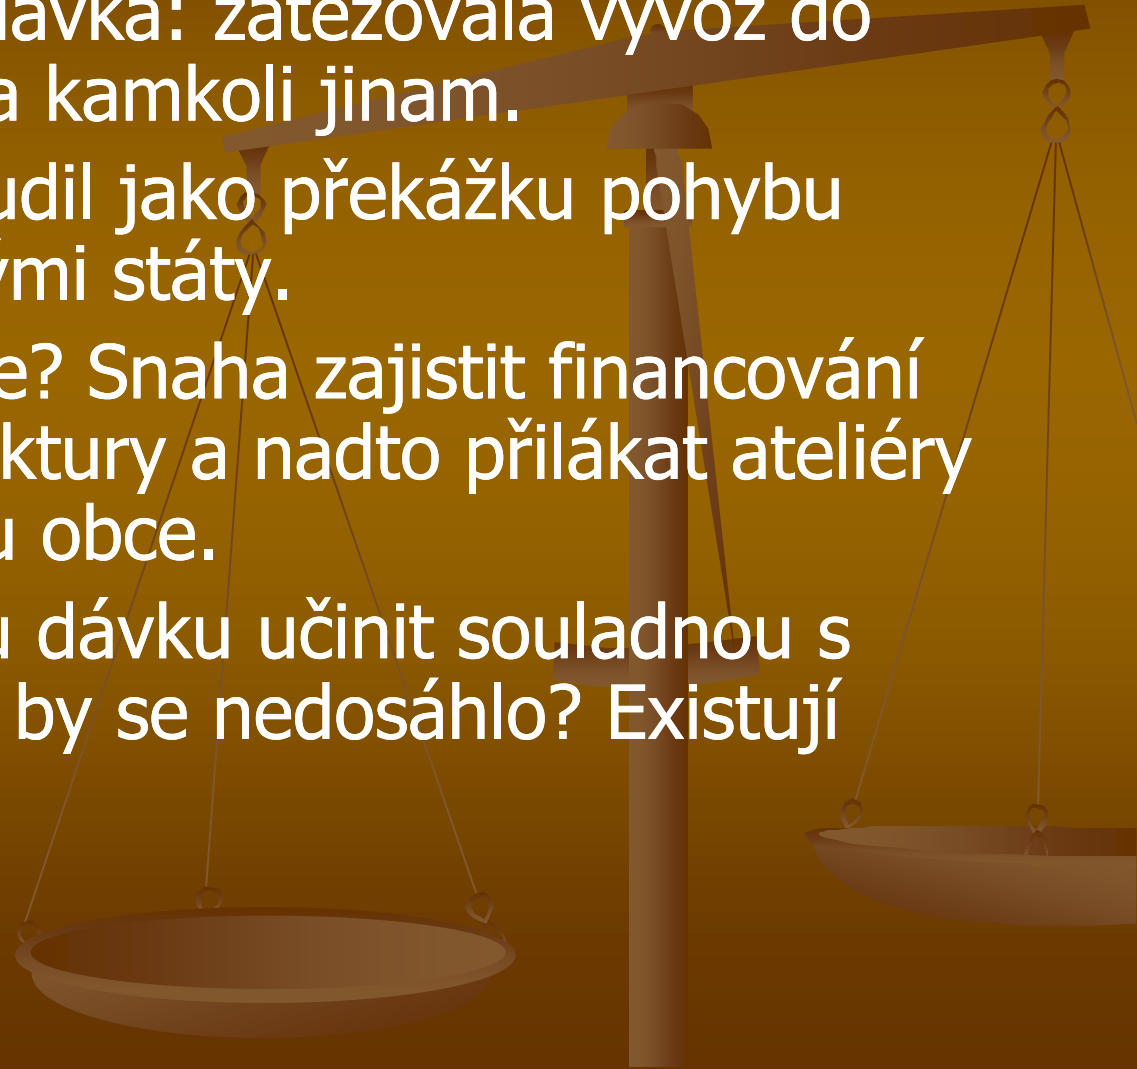 dávka: zatěžovala vývoz do
a kamkoli jinam.
udil jako překážku pohybu
ými státy.
e? Snaha zajistit financování
ktury a nadto přilákat ateliéry
u obce.
u dávku učinit souladnou s
by se nedosáhlo? Existují